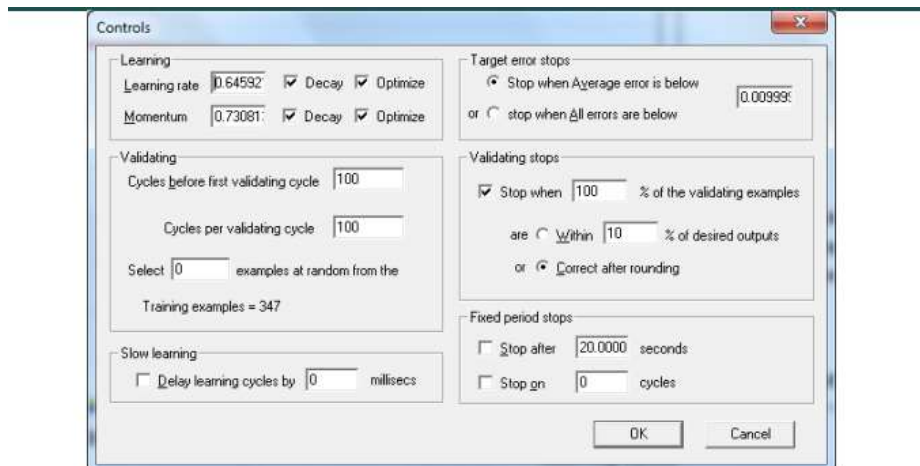 Controls
Learning
Learning rate 0.64592 Decay Optimize
Momentum 0.73081 Decay Optimize
Validating
Cycles before first validating cycle 100
Cycles per validating cycle 100
Select 0 examples at random from the
Training examples = 347
Slow learning
Delay learning cycles by 0 millisecs
Target error stops
Stop when Average error is below
0.00999
or stop when All errors are below
Validating stops
Stop when 100 % of the validating examples
are Within 10 % of desired outputs
or Correct after rounding
Fixed period stops
Stop after 20.0000 seconds
Stop on 0 cycles
OK Cancel